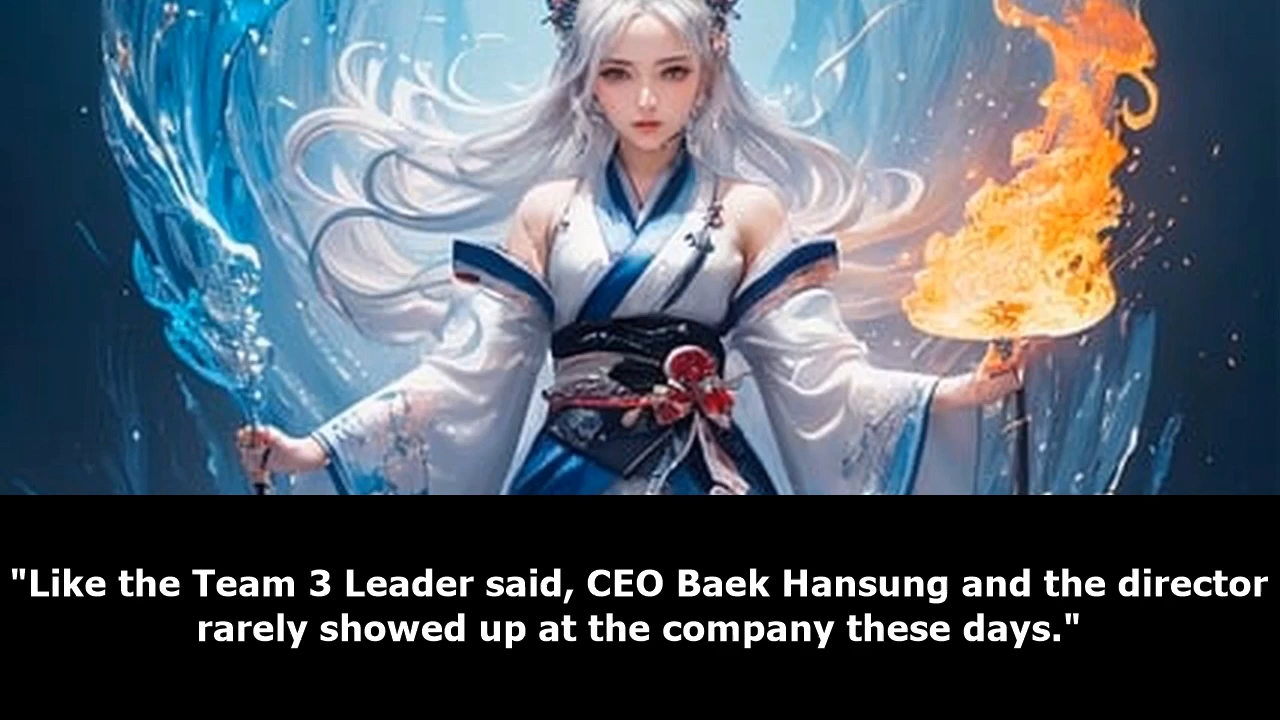 "Like the Team 3 Leader said, CEO Baek Hansung and the director
rarely showed up at the company these days."